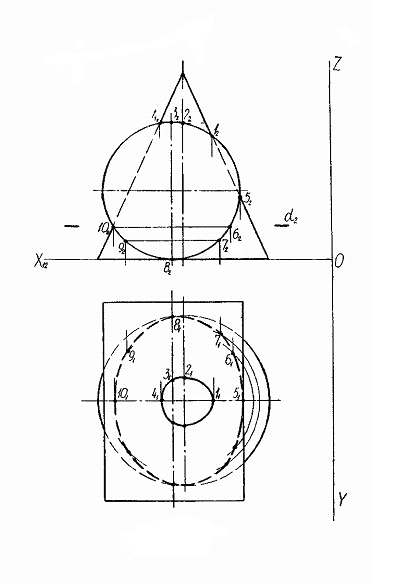 Z
4₂ 3₂ 2₂
1₂
5₂
d₂
10₂ 6₂
9₂ 7₂
X₁₂ 8₂ O
8₁
7₁
9₁ 6₁
3₁ 2₁
10₁ 4₁ 1₁ 5₁
Y